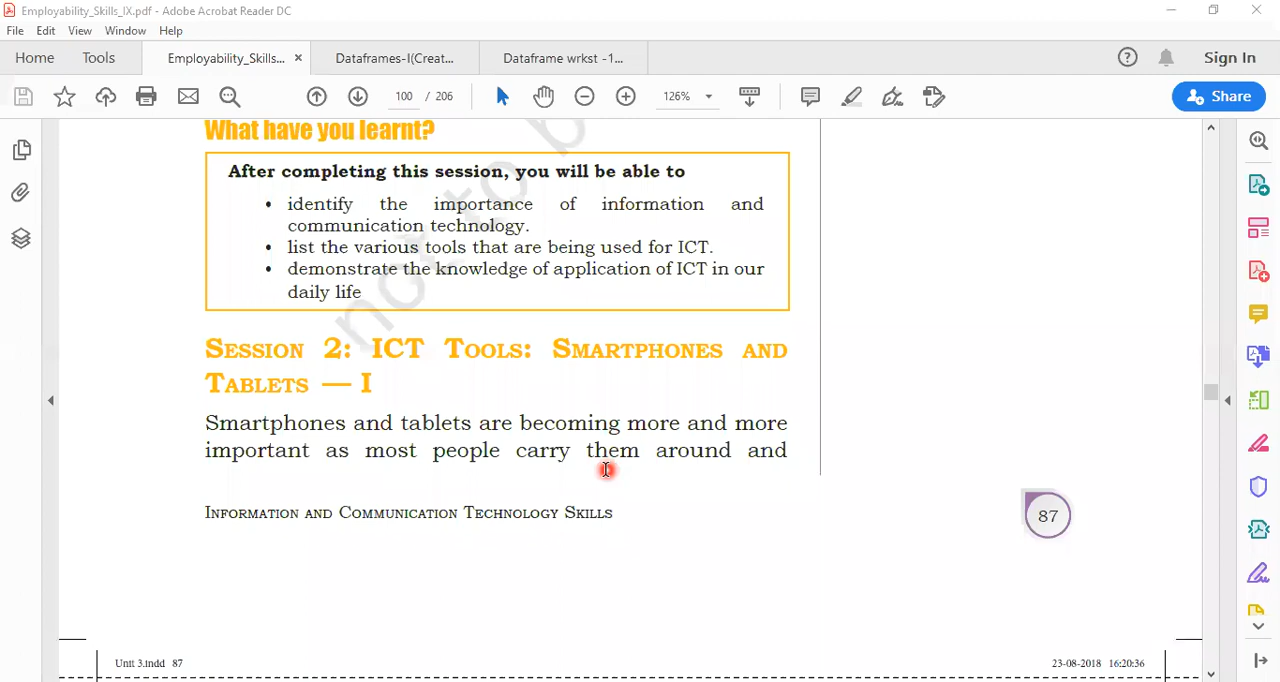 Employability_Skills_IX.pdf - Adobe Acrobat Reader DC
File Edit View Window Help
Home Tools Employability_Skills... × Dataframes-I(Creat... Dataframe wrkst -1... Sign In
100 / 206 126% Share
What have you learnt?
After completing this session, you will be able to
• identify the importance of information and
communication technology.
• list the various tools that are being used for ICT.
• demonstrate the knowledge of application of ICT in our
daily life
not to b
Session 2: ICT Tools: Smartphones and
Tablets — I
Smartphones and tablets are becoming more and more
important as most people carry them around and
Information and Communication Technology Skills
87
Unit 3.indd 87
23-08-2018 16:20:36